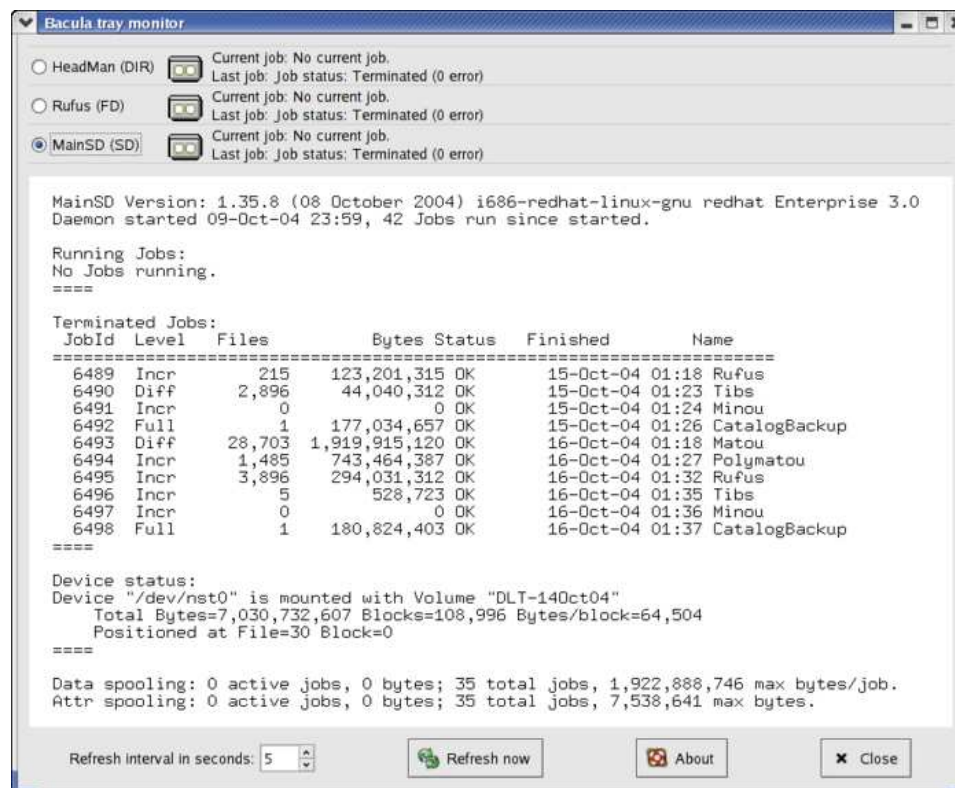 Bacula tray monitor
HeadMan (DIR)
Current job: No current job.
Last job: Job status: Terminated (0 error)
Rufus (FD)
Current job: No current job.
Last job: Job status: Terminated (0 error)
MainSD (SD)
Current job: No current job.
Last job: Job status: Terminated (0 error)
MainSD Version: 1.35.8 (08 October 2004) i686-redhat-linux-gnu redhat Enterprise 3.0
Daemon started 09-Oct-04 23:59, 42 Jobs run since started.
Running Jobs:
No Jobs running.
====
Terminated Jobs:
JobId Level Files Bytes Status Finished Name
======================================================================
6489 Incr 215 123,201,315 OK 15-Oct-04 01:18 Rufus
6490 Diff 2,896 44,040,312 OK 15-Oct-04 01:23 Tibs
6491 Incr 0 0 OK 15-Oct-04 01:24 Minou
6492 Full 1 177,034,657 OK 15-Oct-04 01:26 CatalogBackup
6493 Diff 28,703 1,919,915,120 OK 16-Oct-04 01:18 Matou
6494 Incr 1,485 743,464,387 OK 16-Oct-04 01:27 Polymatou
6495 Incr 3,896 294,031,312 OK 16-Oct-04 01:32 Rufus
6496 Incr 5 528,723 OK 16-Oct-04 01:35 Tibs
6497 Incr 0 0 OK 16-Oct-04 01:36 Minou
6498 Full 1 180,824,403 OK 16-Oct-04 01:37 CatalogBackup
====
Device status:
Device "/dev/nst0" is mounted with Volume "DLT-14Oct04"
Total Bytes=7,030,732,607 Blocks=108,996 Bytes/block=64,504
Positioned at File=30 Block=0
====
Data spooling: 0 active jobs, 0 bytes; 35 total jobs, 1,922,888,746 max bytes/job.
Attr spooling: 0 active jobs, 0 bytes; 35 total jobs, 7,538,641 max bytes.
Refresh interval in seconds: 5
Refresh now
About
Close